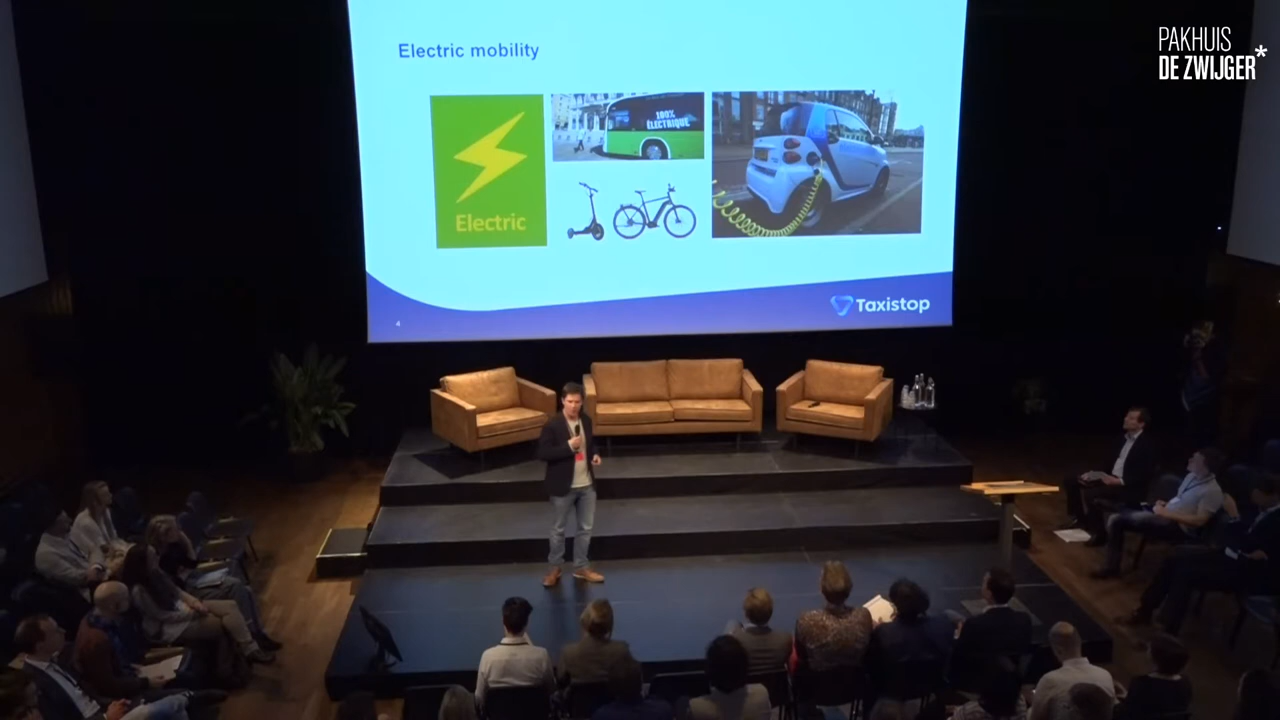 Electric mobility
PAKHUIS
DE ZWIJGER*
100%
ÉLECTRIQUE
Electric
Taxistop
4